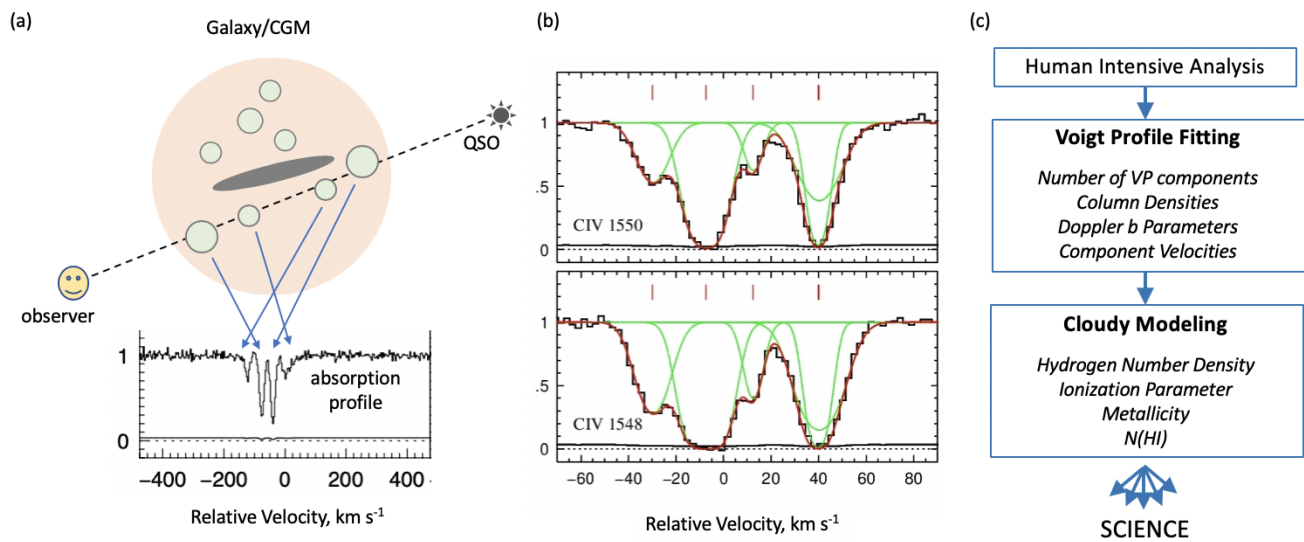 (a)
Galaxy/CGM
QSO
observer
absorption
profile
1
0
−400 −200 0 200 400
Relative Velocity, km s⁻¹
(b)
1
.5
0
CIV 1550
1
.5
0
CIV 1548
−60 −40 −20 0 20 40 60 80
Relative Velocity, km s⁻¹
(c)
Human Intensive Analysis
Voigt Profile Fitting
Number of VP components
Column Densities
Doppler b Parameters
Component Velocities
Cloudy Modeling
Hydrogen Number Density
Ionization Parameter
Metallicity
N(HI)
SCIENCE